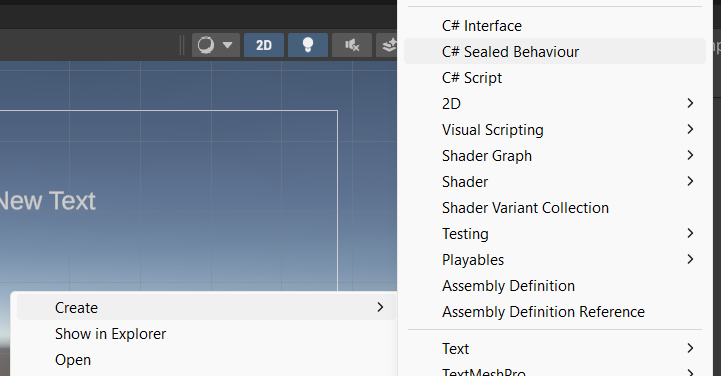 C# Interface
2D
C# Sealed Behaviour
C# Script
2D
Visual Scripting
Shader Graph
Shader
New Text
Shader Variant Collection
Testing
Playables
Assembly Definition
Create
Assembly Definition Reference
Show in Explorer
Text
Open
TextMeshPro